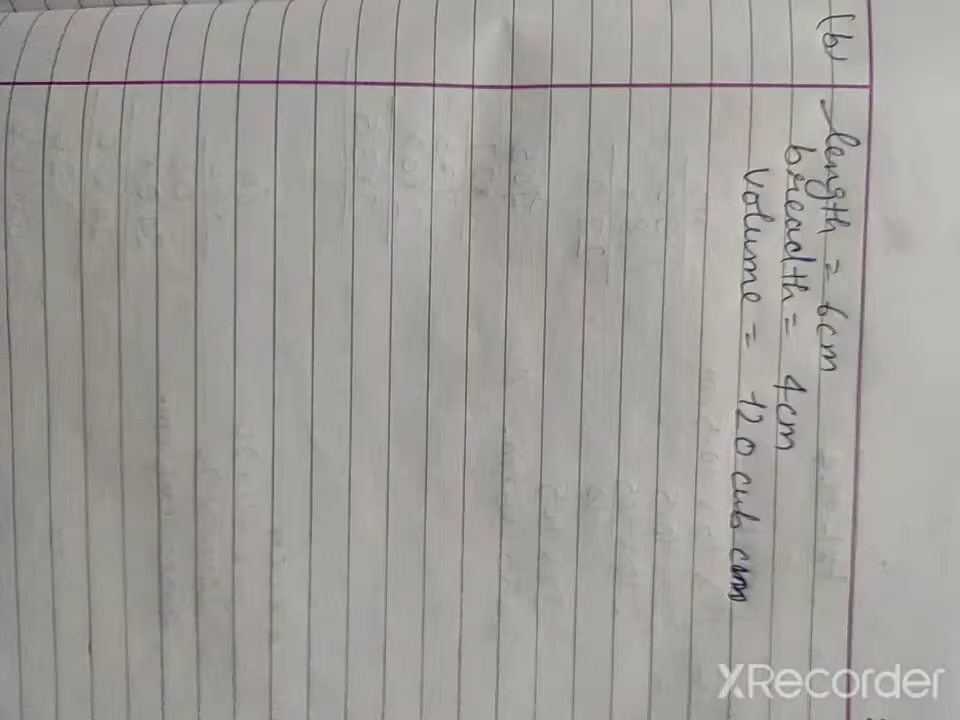 (b) length = 6cm
breadth = 4cm
volume = 120 cub cm
XRecorder